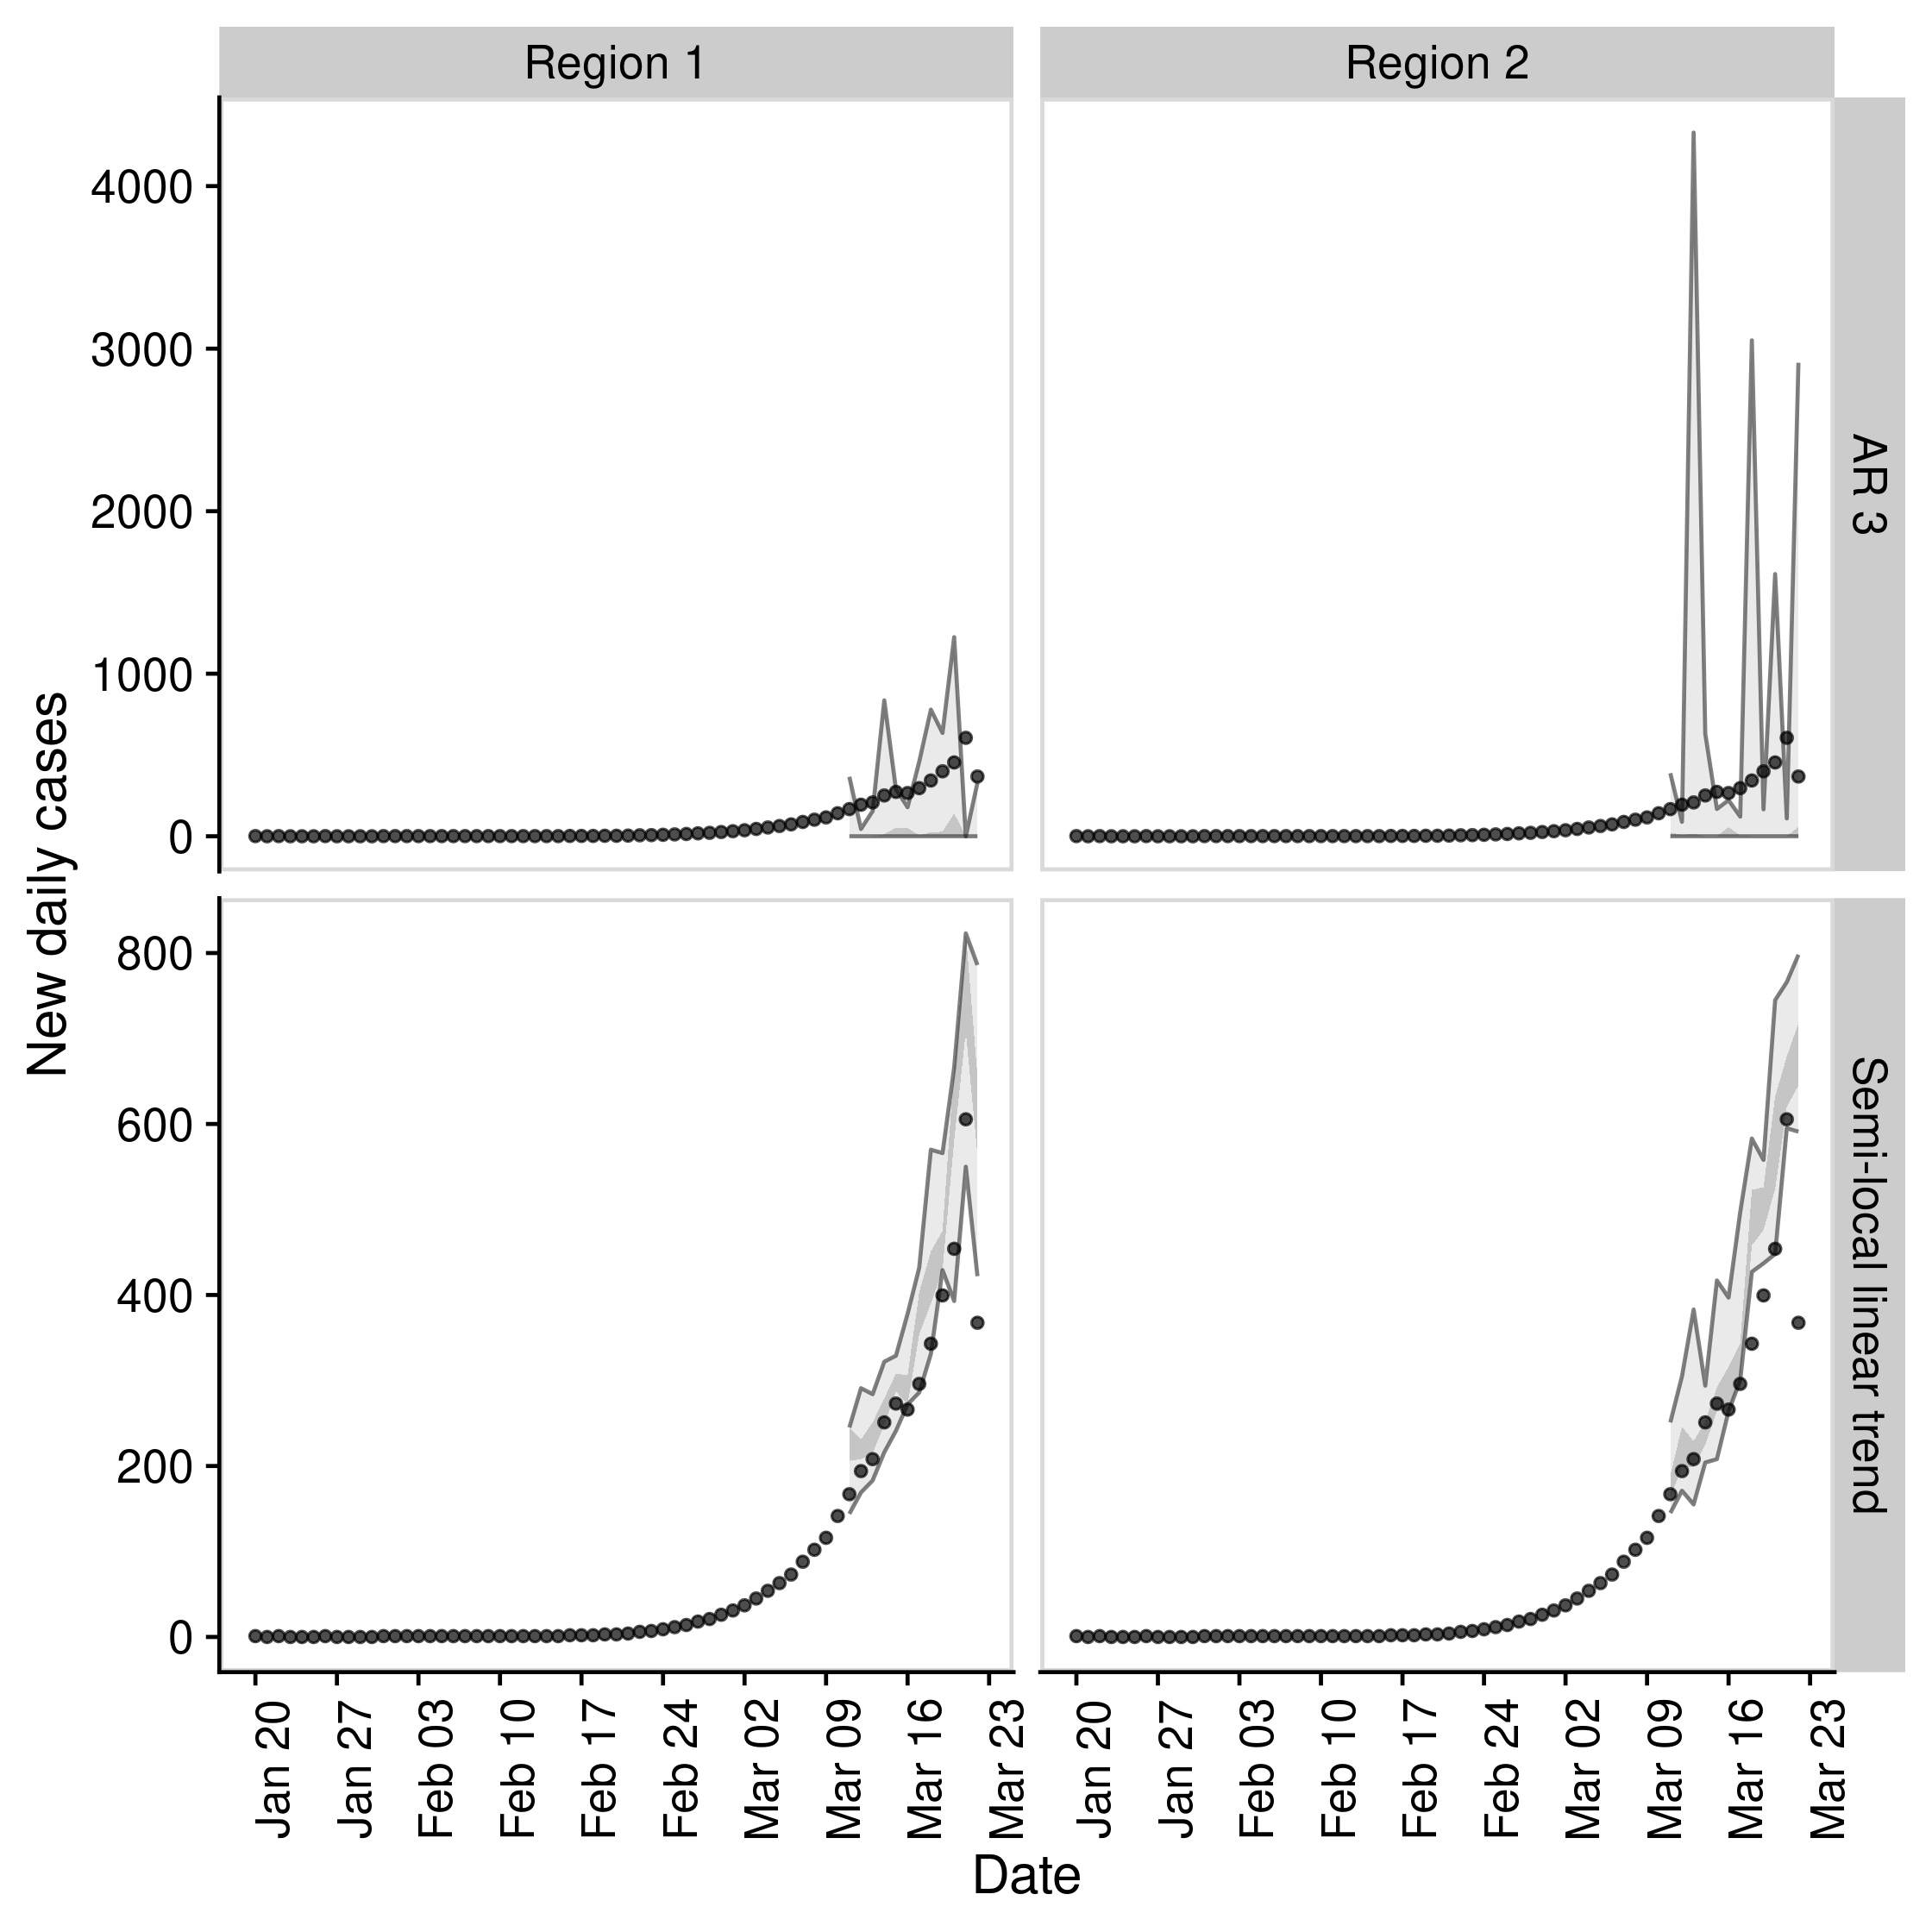 Region 1
Region 2
New daily cases
4000
3000
2000
1000
0
AR 3
800
600
400
200
0
Semi-local linear trend
Jan 20
Jan 27
Feb 03
Feb 10
Feb 17
Feb 24
Mar 02
Mar 09
Mar 16
Mar 23
Jan 20
Jan 27
Feb 03
Feb 10
Feb 17
Feb 24
Mar 02
Mar 09
Mar 16
Mar 23
Date